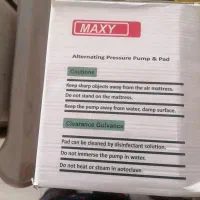 MAXY
Alternating Pressure Pump & Pad
Cautions
Keep sharp objects away from the air mattress.
Do not stand on the mattress.
Keep the pump away from water, damp surface.
Clearance Guivance
Pad can be cleaned by disinfectant solution.
Do not immerse the pump in water.
Do not heat or steam in autoclave.